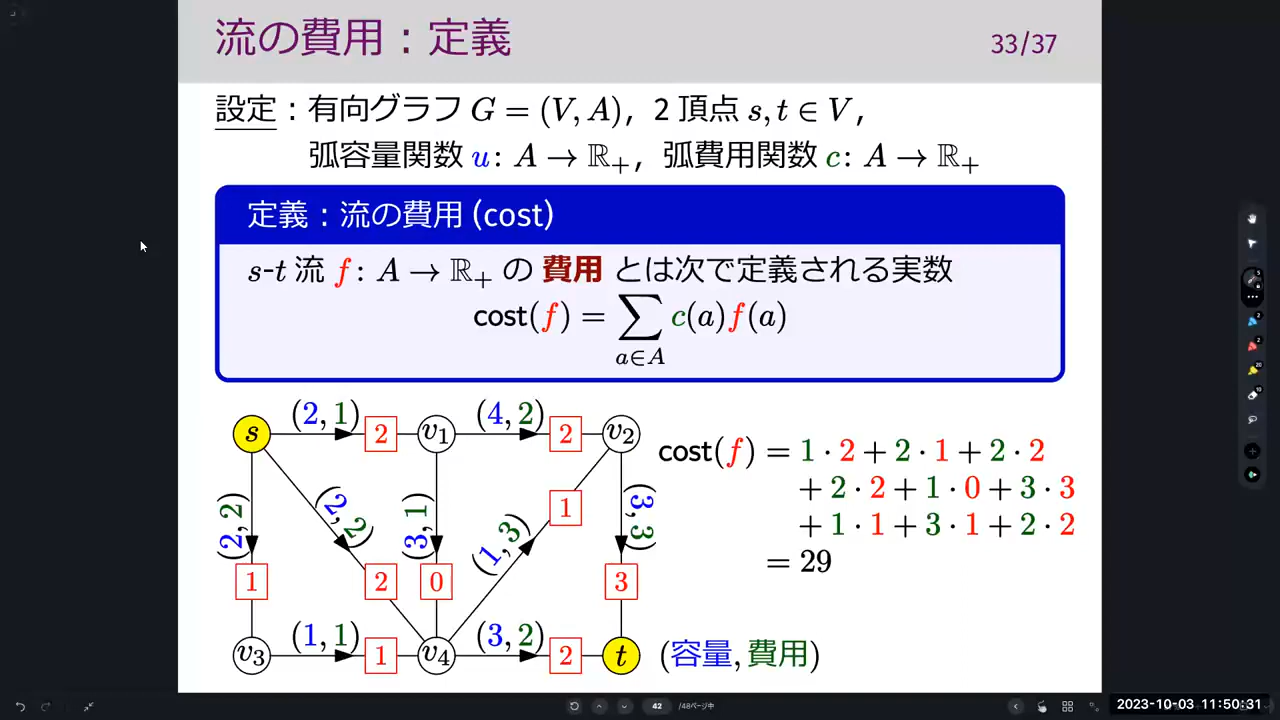 流の費用：定義
33/37
設定：有向グラフ G = (V, A), 2 頂点 s, t ∈ V,
弧容量関数 u: A → ℝ₊, 弧費用関数 c: A → ℝ₊
定義：流の費用 (cost)
s-t 流 f: A → ℝ₊ の 費用 とは次で定義される実数
cost(f) = ∑ c(a)f(a)
a∈A
(2, 1) (4, 2)
s 2 v₁ 2 v₂
(2, 2) (2, 2) (3, 1) (1, 3) 1 (3, 3)
1 2 0 3
(1, 1) (3, 2)
v₃ 1 v₄ 2 t (容量, 費用)
cost(f) = 1 · 2 + 2 · 1 + 2 · 2
+ 2 · 2 + 1 · 0 + 3 · 3
+ 1 · 1 + 3 · 1 + 2 · 2
= 29
42 /48ページ中
2023-10-03 11:50:31